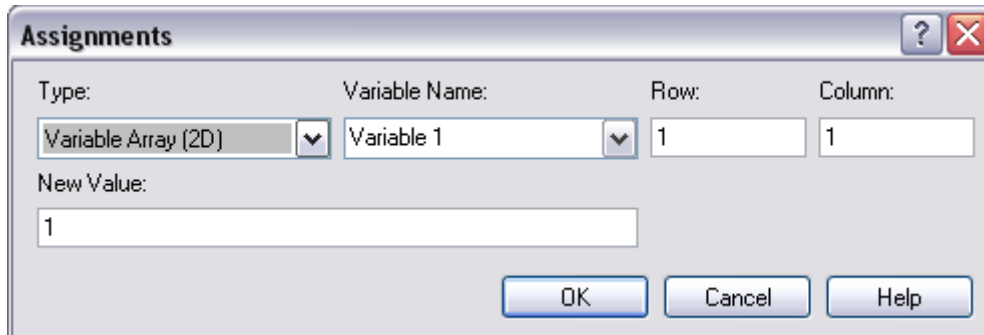 Assignments
Type: Variable Name: Row: Column:
Variable Array (2D) Variable 1 1 1
New Value:
1
OK Cancel Help